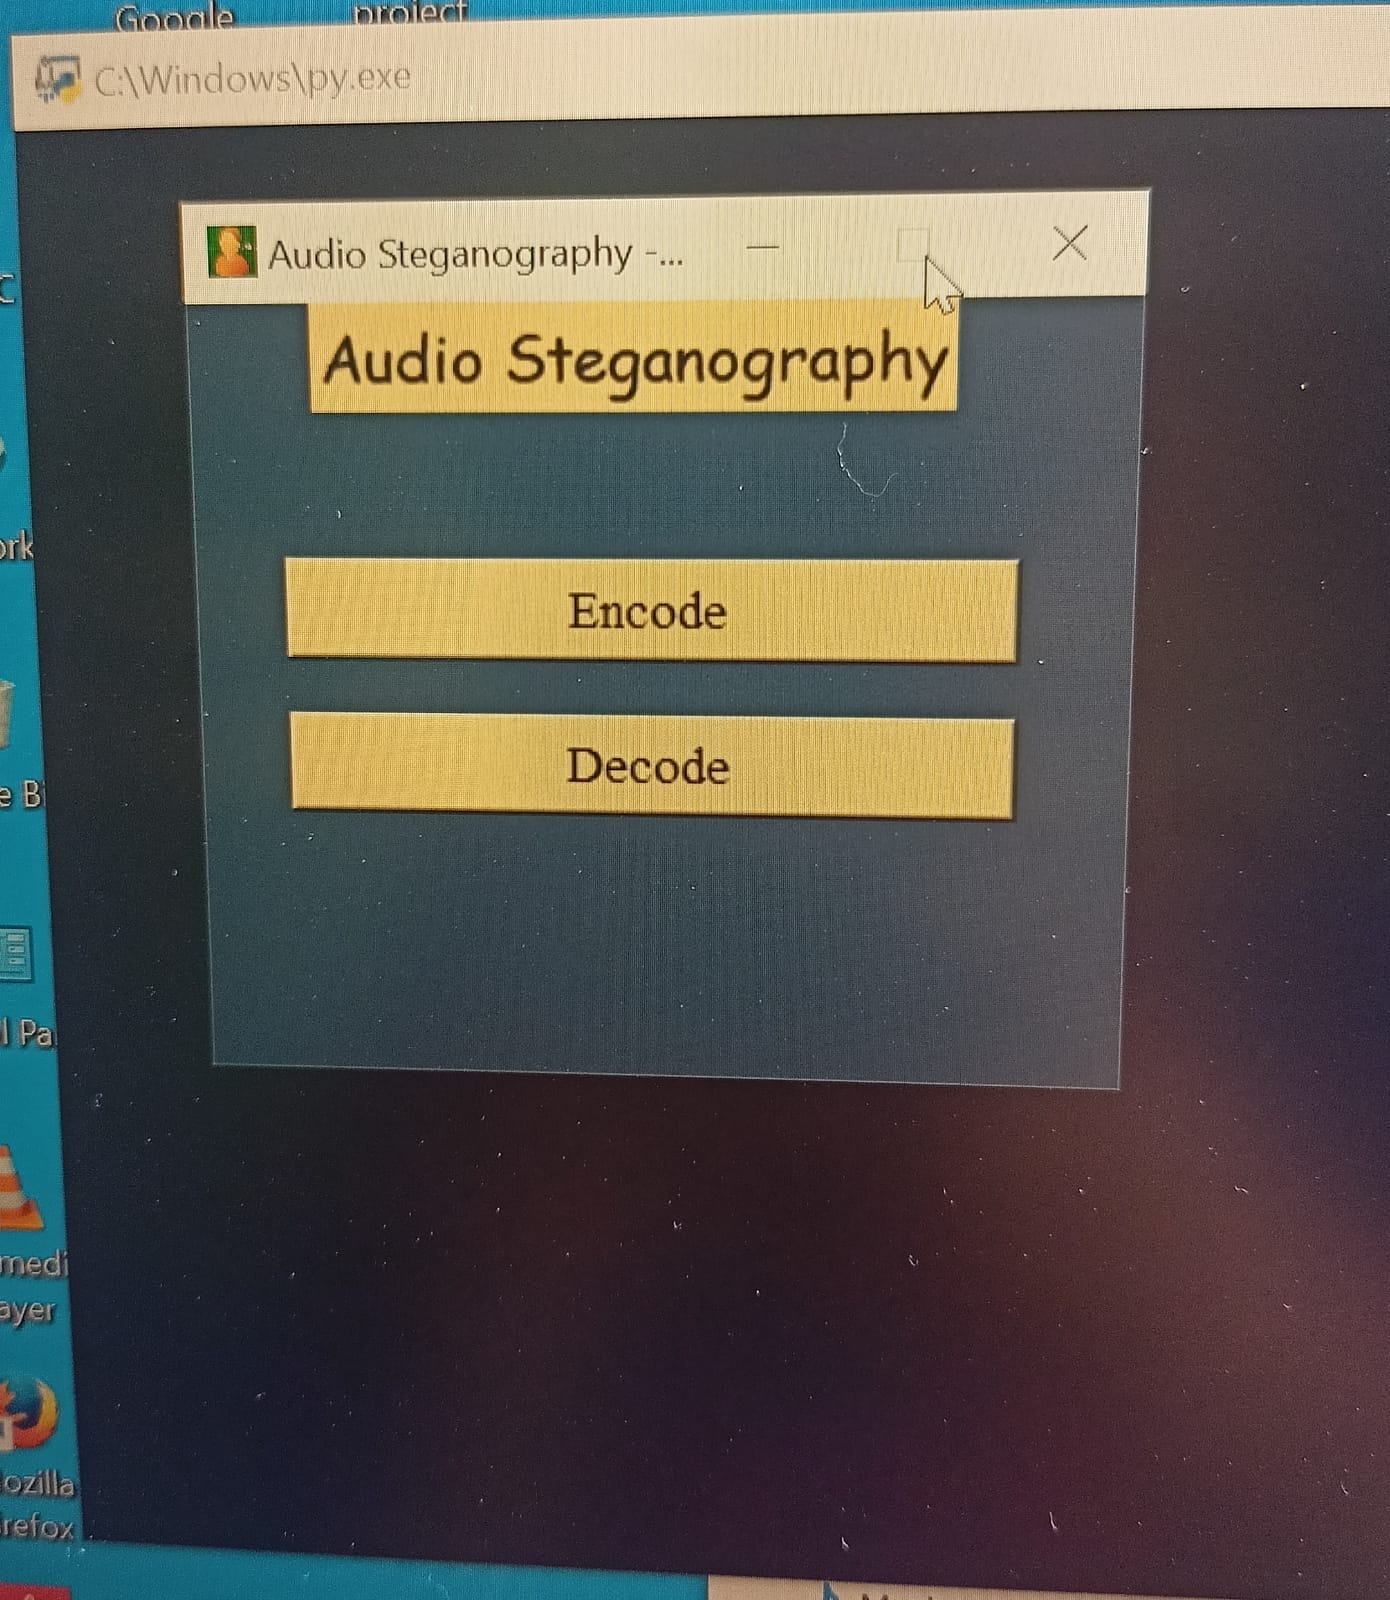 Google
project
C:\Windows\py.exe
Audio Steganography -...
Audio Steganography
Encode
Decode
C
ork
e Bi
l Pa
medi
ayer
ozilla
refox